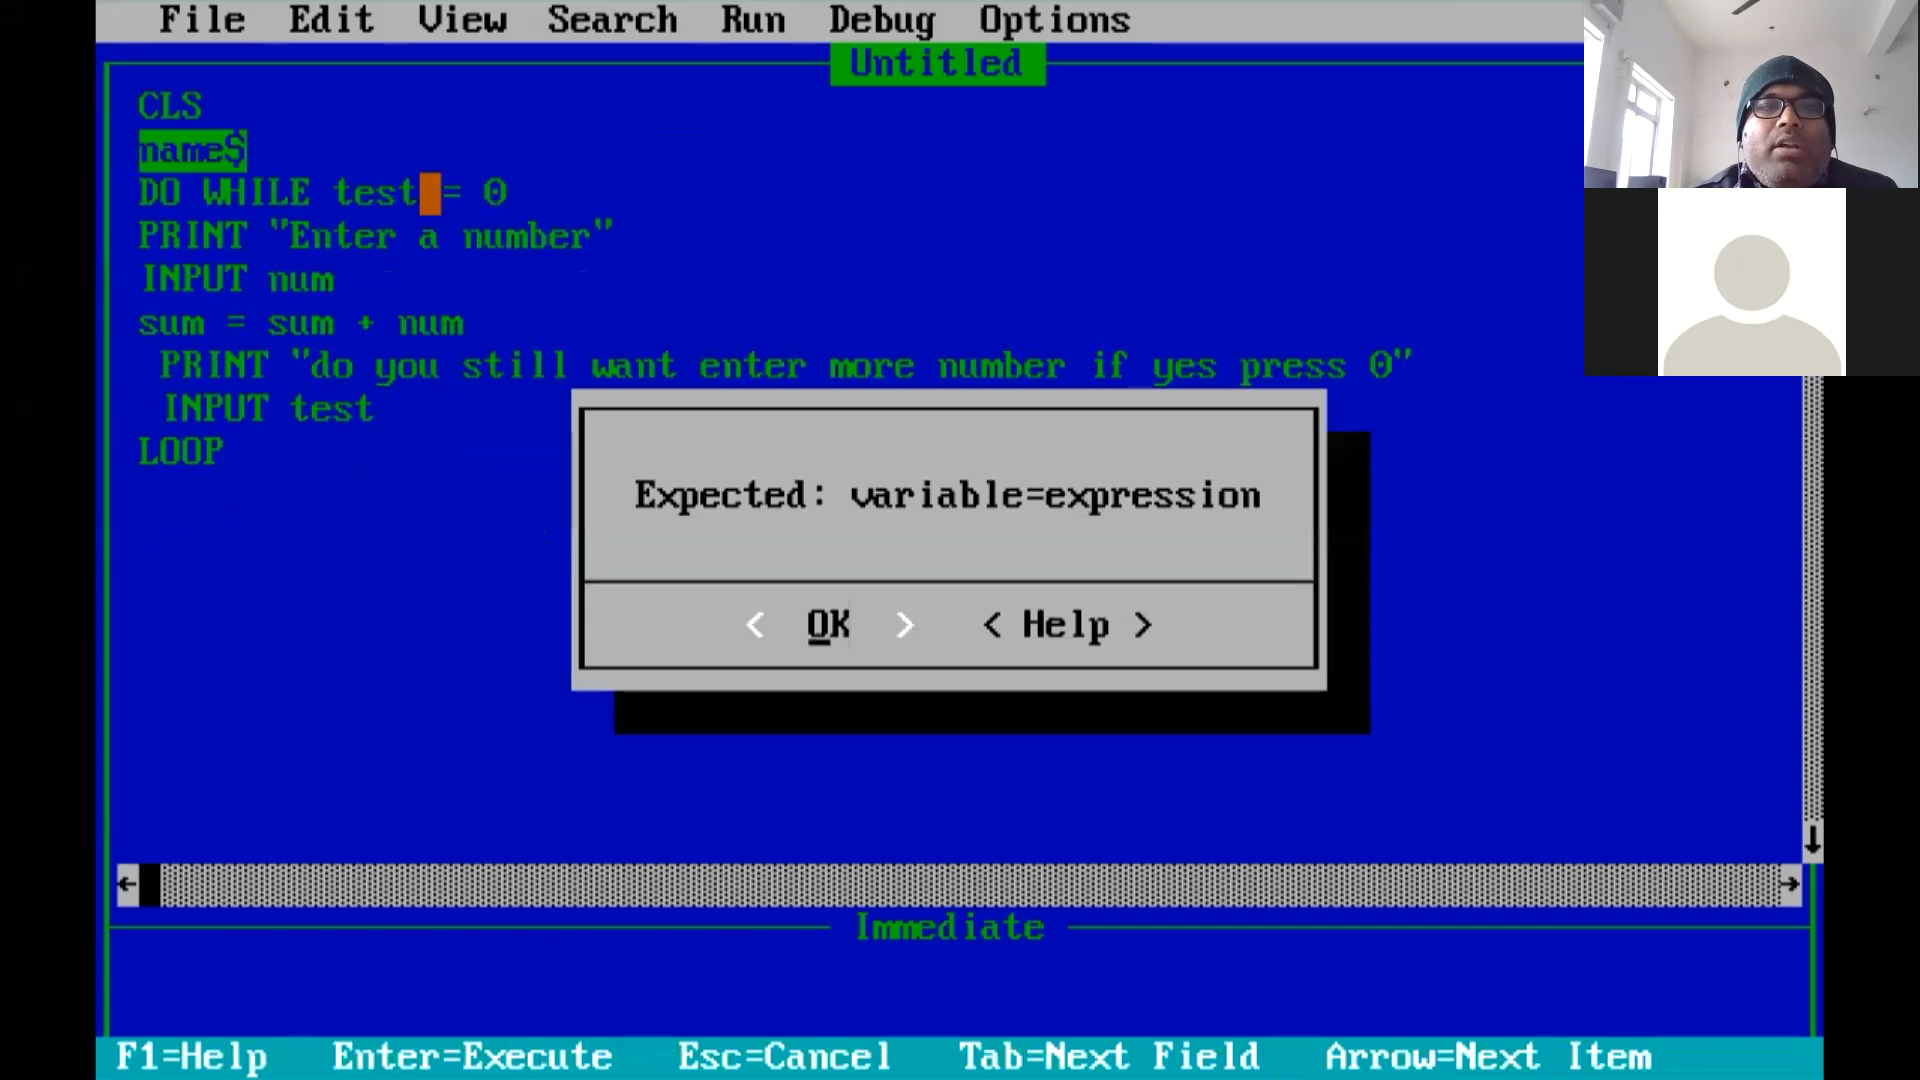 File Edit View Search Run Debug Options
Untitled
CLS
name$
DO WHILE test = 0
PRINT "Enter a number"
INPUT num
sum = sum + num
PRINT "do you still want enter more number if yes press 0"
INPUT test
LOOP
Expected: variable=expression
< OK > < Help >
Immediate
F1=Help Enter=Execute Esc=Cancel Tab=Next Field Arrow=Next Item